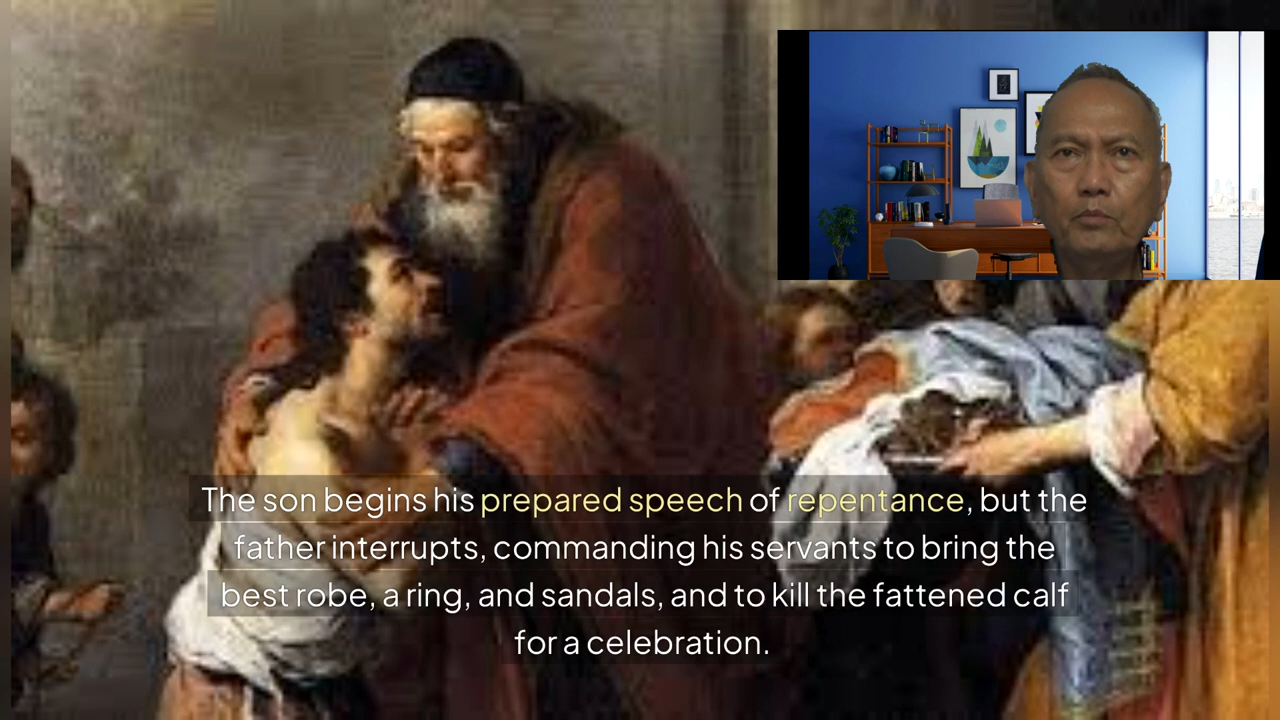 The son begins his prepared speech of repentance, but the
father interrupts, commanding his servants to bring the
best robe, a ring, and sandals, and to kill the fattened calf
for a celebration.